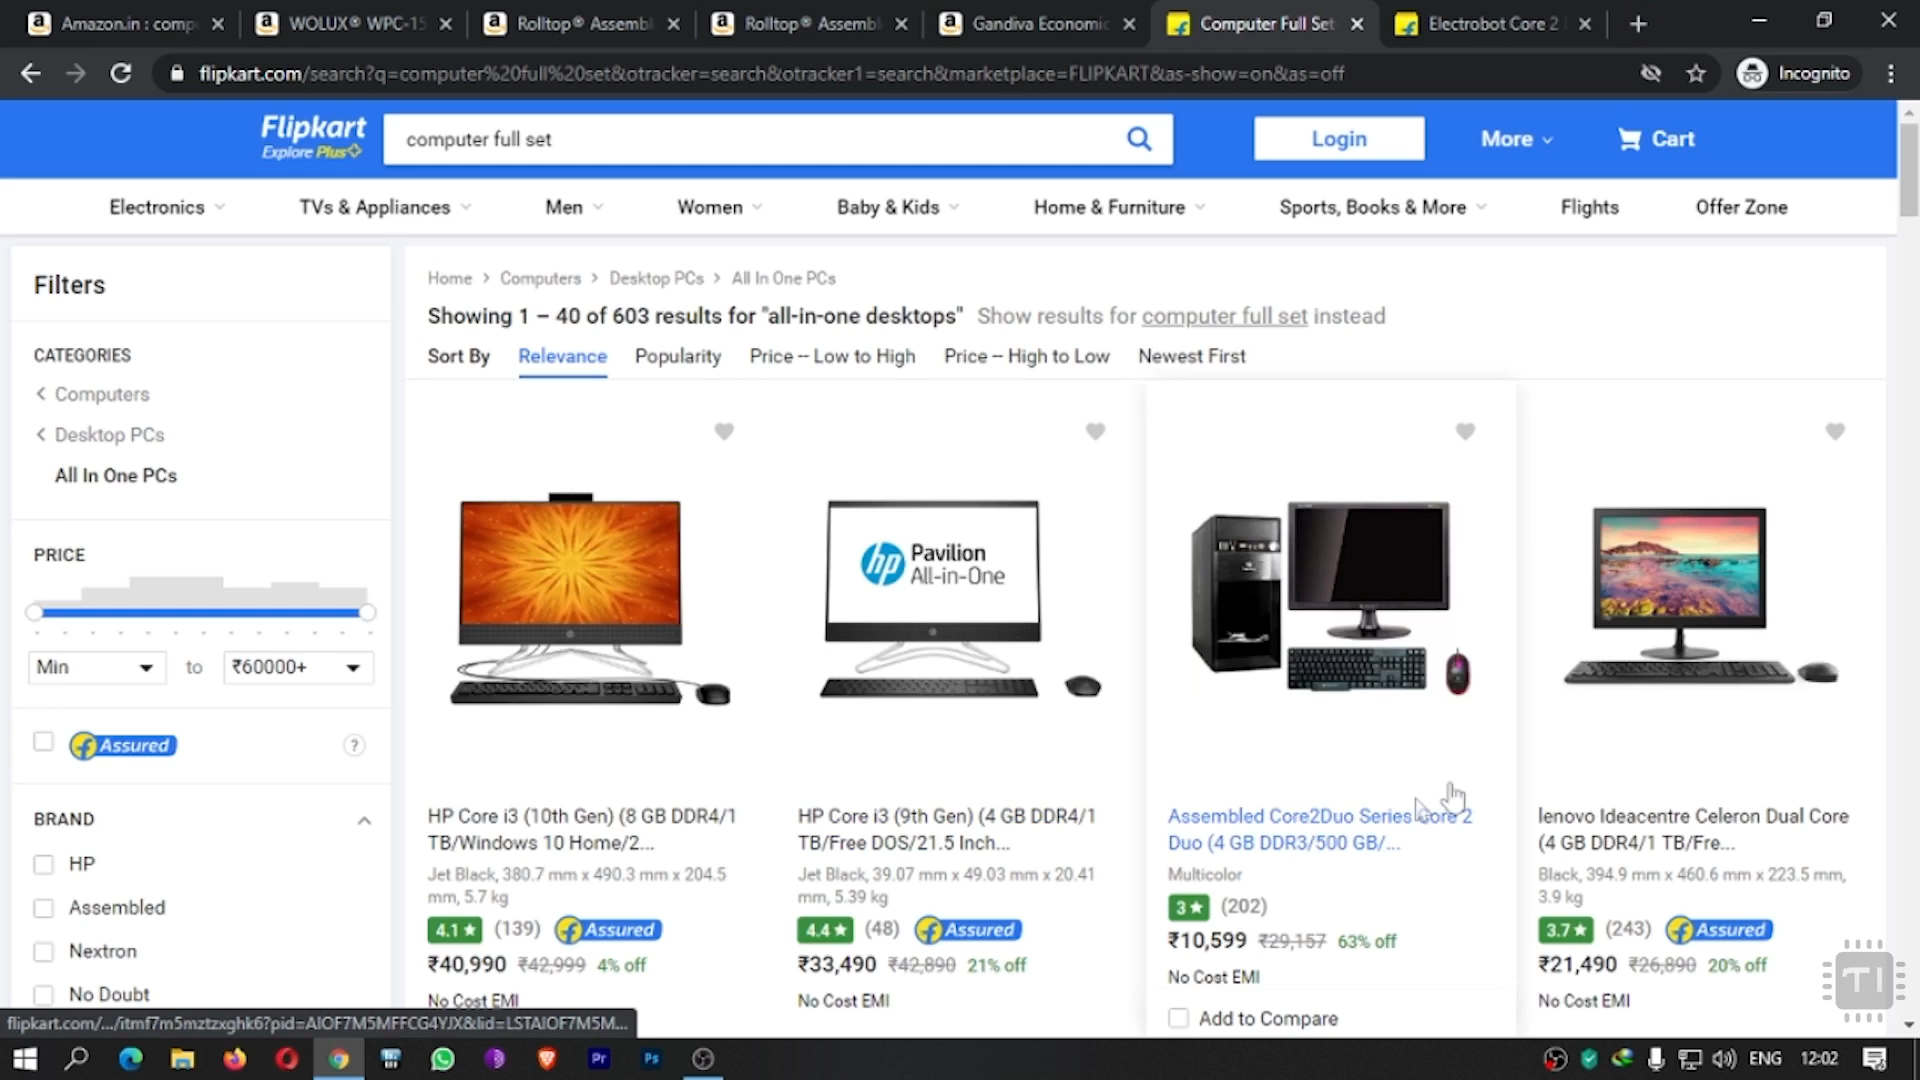 Amazon.in : comp
WOLUX® WPC-15
Rolltop® Assembl
Rolltop® Assembl
Gandiva Economic
Computer Full Set
Electrobot Core 2
flipkart.com/search?q=computer%20full%20set&otracker=search&otracker1=search&marketplace=FLIPKART&as-show=on&as=off
Incognito
Flipkart
Explore Plus
computer full set
Login
More
Cart
Electronics
TVs & Appliances
Men
Women
Baby & Kids
Home & Furniture
Sports, Books & More
Flights
Offer Zone
Filters
CATEGORIES
Computers
Desktop PCs
All In One PCs
PRICE
Min to ₹60000+
Assured ?
BRAND
HP
Assembled
Nextron
No Doubt
Home > Computers > Desktop PCs > All In One PCs
Showing 1 – 40 of 603 results for "all-in-one desktops" Show results for computer full set instead
Sort By Relevance Popularity Price -- Low to High Price -- High to Low Newest First
HP Core i3 (10th Gen) (8 GB DDR4/1
TB/Windows 10 Home/2...
Jet Black, 380.7 mm x 490.3 mm x 204.5
mm, 5.7 kg
4.1 ★ (139) Assured
₹40,990 ₹42,999 4% off
No Cost EMI
hp Pavilion
All-in-One
HP Core i3 (9th Gen) (4 GB DDR4/1
TB/Free DOS/21.5 Inch...
Jet Black, 39.07 mm x 49.03 mm x 20.41
mm, 5.39 kg
4.4 ★ (48) Assured
₹33,490 ₹42,890 21% off
No Cost EMI
Assembled Core2Duo Series Core 2
Duo (4 GB DDR3/500 GB/...
Multicolor
3 ★ (202)
₹10,599 ₹29,157 63% off
No Cost EMI
Add to Compare
lenovo Ideacentre Celeron Dual Core
(4 GB DDR4/1 TB/Fre...
Black, 394.9 mm x 460.6 mm x 223.5 mm,
3.9 kg
3.7 ★ (243) Assured
₹21,490 ₹26,890 20% off
No Cost EMI
TI
flipkart.com/.../itmf7m5mztzxghk6?pid=AIOF7M5MFFCG4YJX&lid=LSTAIOF7M5M...
Pr
Ps
ENG
12:02